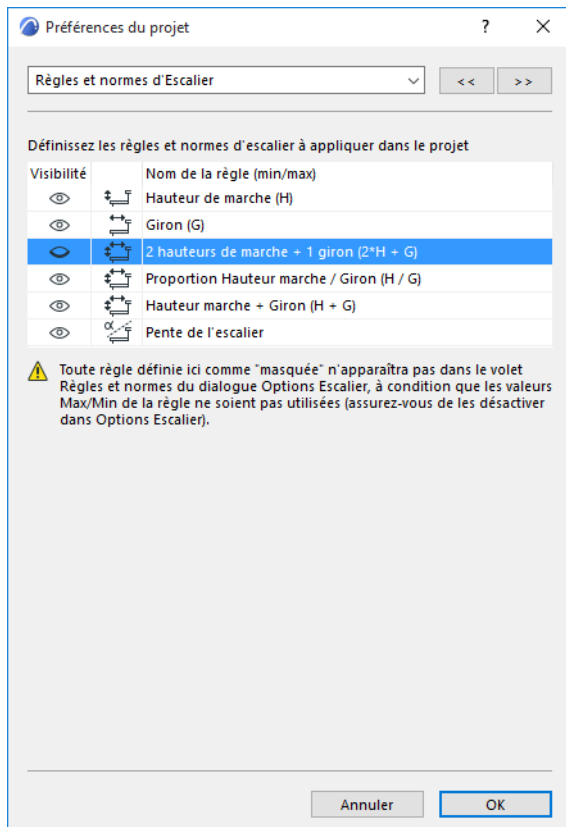 Préférences du projet
?
Règles et normes d'Escalier
<<
>>
Définissez les règles et normes d'escalier à appliquer dans le projet
Visibilité
Nom de la règle (min/max)
Hauteur de marche (H)
Giron (G)
2 hauteurs de marche + 1 giron (2*H + G)
Proportion Hauteur marche / Giron (H / G)
Hauteur marche + Giron (H + G)
Pente de l'escalier
Toute règle définie ici comme "masquée" n'apparaîtra pas dans le volet
Règles et normes du dialogue Options Escalier, à condition que les valeurs
Max/Min de la règle ne soient pas utilisées (assurez-vous de les désactiver
dans Options Escalier).
Annuler
OK